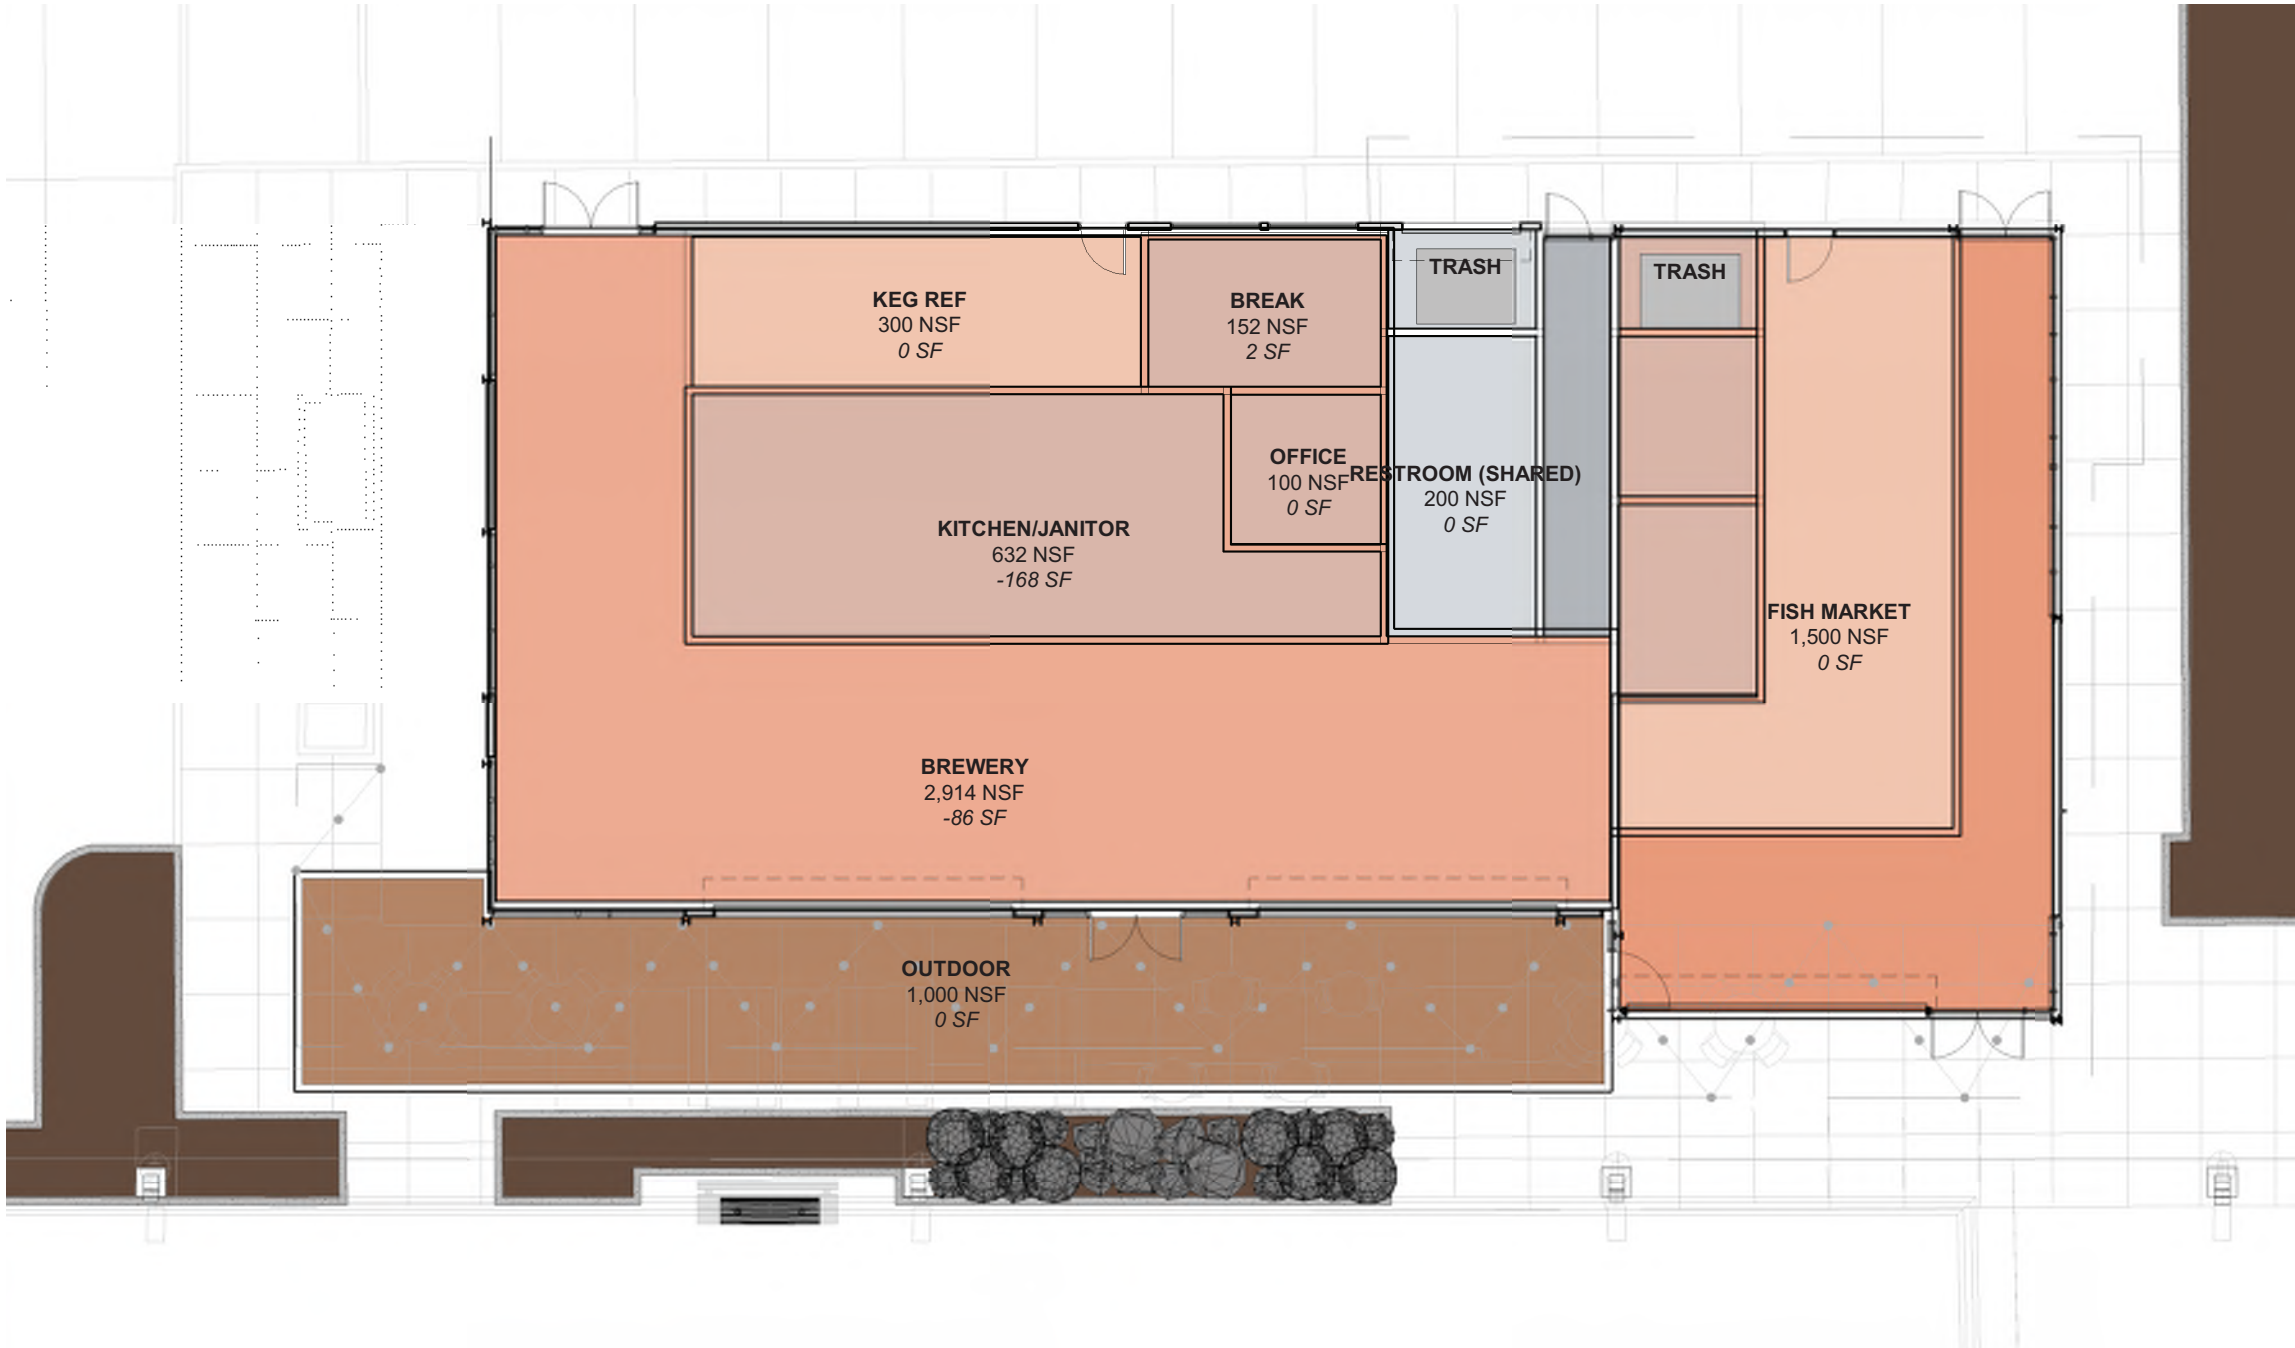 TRASH
TRASH
KEG REF
300 NSF
0 SF
BREAK
152 NSF
2 SF
OFFICE
100 NSF
0 SF
RESTROOM (SHARED)
200 NSF
0 SF
KITCHEN/JANITOR
632 NSF
-168 SF
FISH MARKET
1,500 NSF
0 SF
BREWERY
2,914 NSF
-86 SF
OUTDOOR
1,000 NSF
0 SF